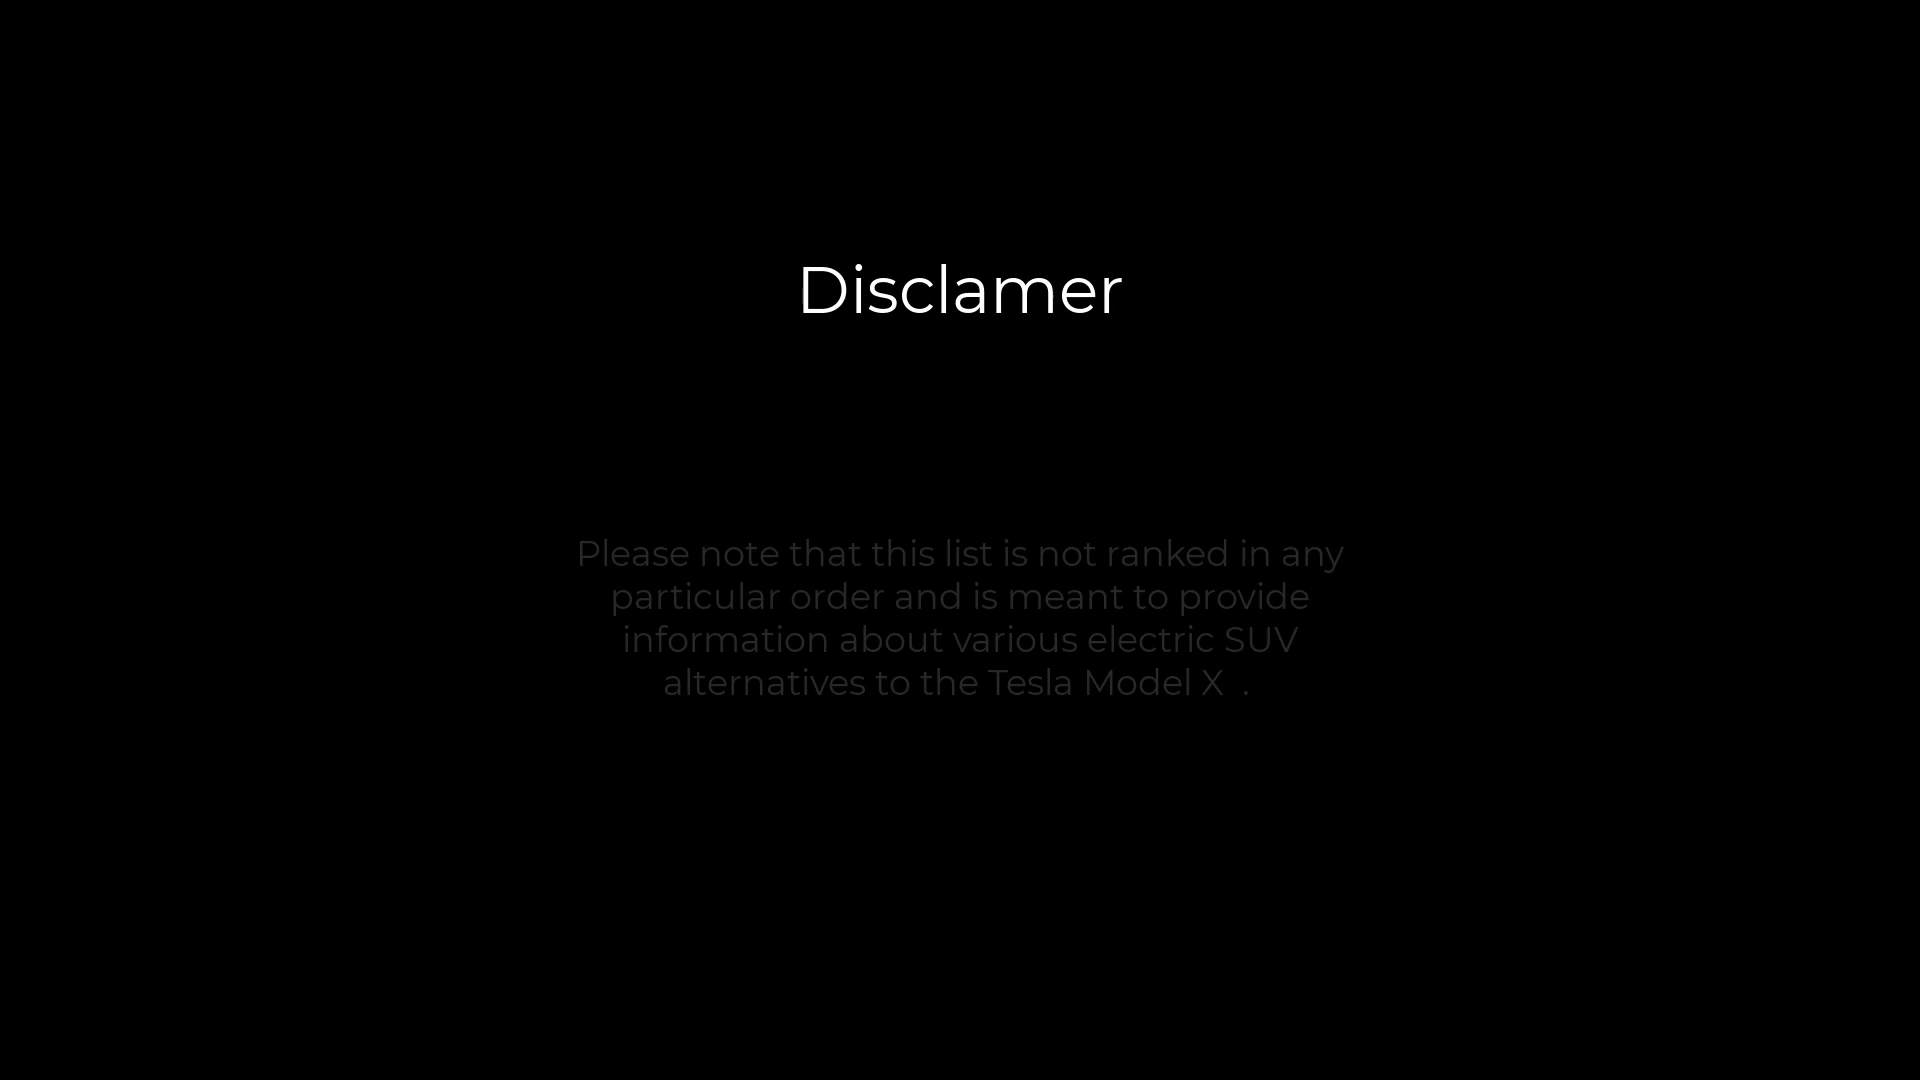 Disclamer
Please note that this list is not ranked in any
particular order and is meant to provide
information about various electric SUV
alternatives to the Tesla Model X  .